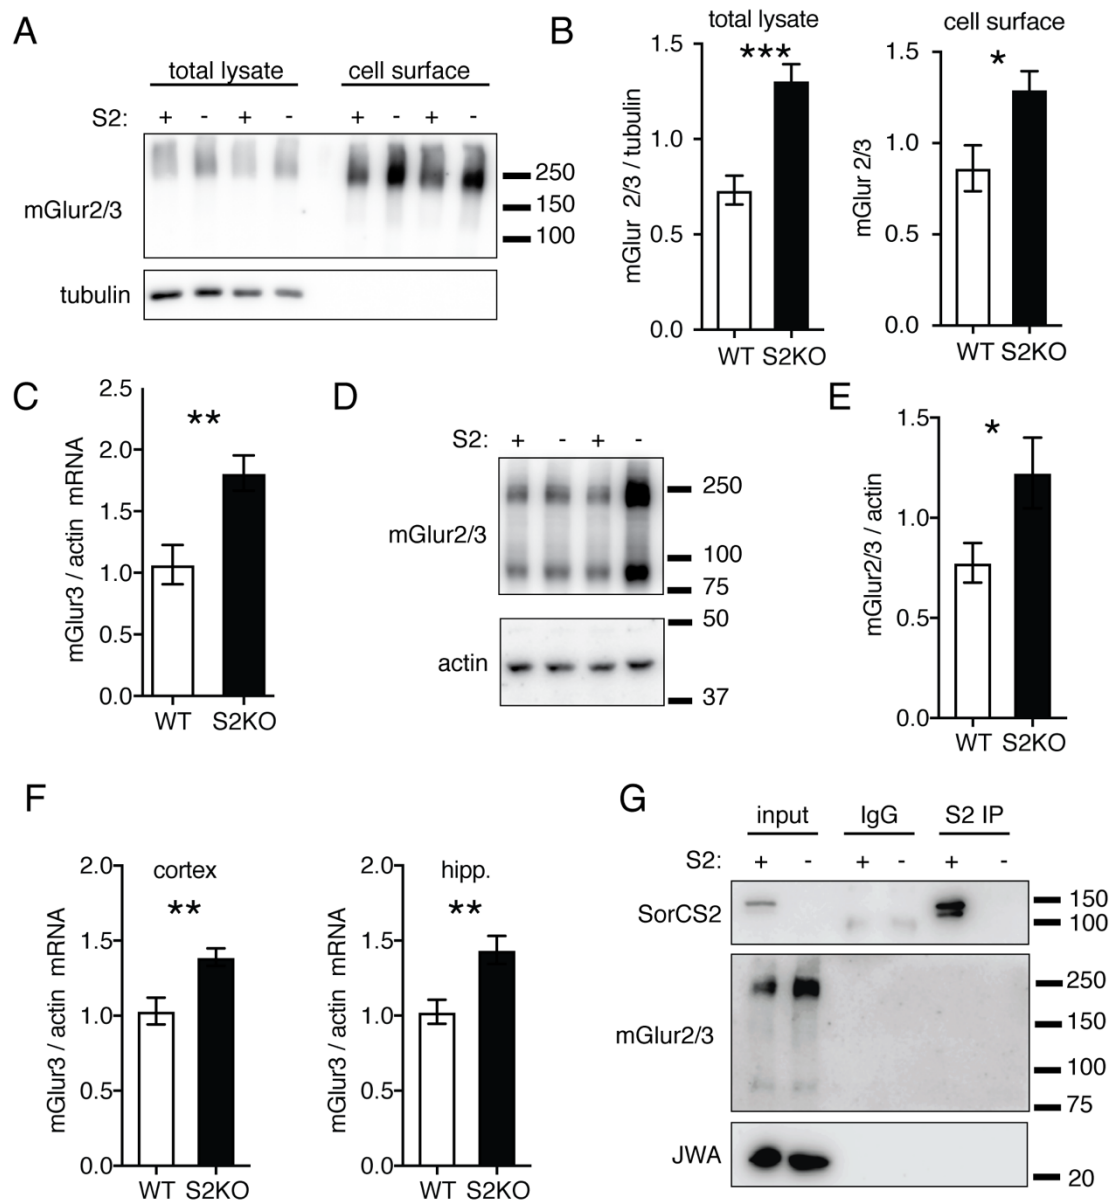 A
total lysate cell surface
S2: + - + - + - + -
mGlur2/3
250
150
100
tubulin
B
total lysate
***
mGlur 2/3 / tubulin
1.5
1.0
0.5
0.0
WT S2KO
cell surface
*
mGlur 2/3
1.5
1.0
0.5
0.0
WT S2KO
C
**
mGlur3 / actin mRNA
2.5
2.0
1.5
1.0
0.5
0.0
WT S2KO
D
S2: + - + -
mGlur2/3
250
100
75
50
actin
37
E
*
mGlur2/3 / actin
1.5
1.0
0.5
0.0
WT S2KO
F
cortex
**
mGlur3 / actin mRNA
2.0
1.5
1.0
0.5
0.0
WT S2KO
hipp.
**
mGlur3 / actin mRNA
2.0
1.5
1.0
0.5
0.0
WT S2KO
G
input IgG S2 IP
S2: + - + - + -
SorCS2
150
100
mGlur2/3
250
150
100
75
JWA
20